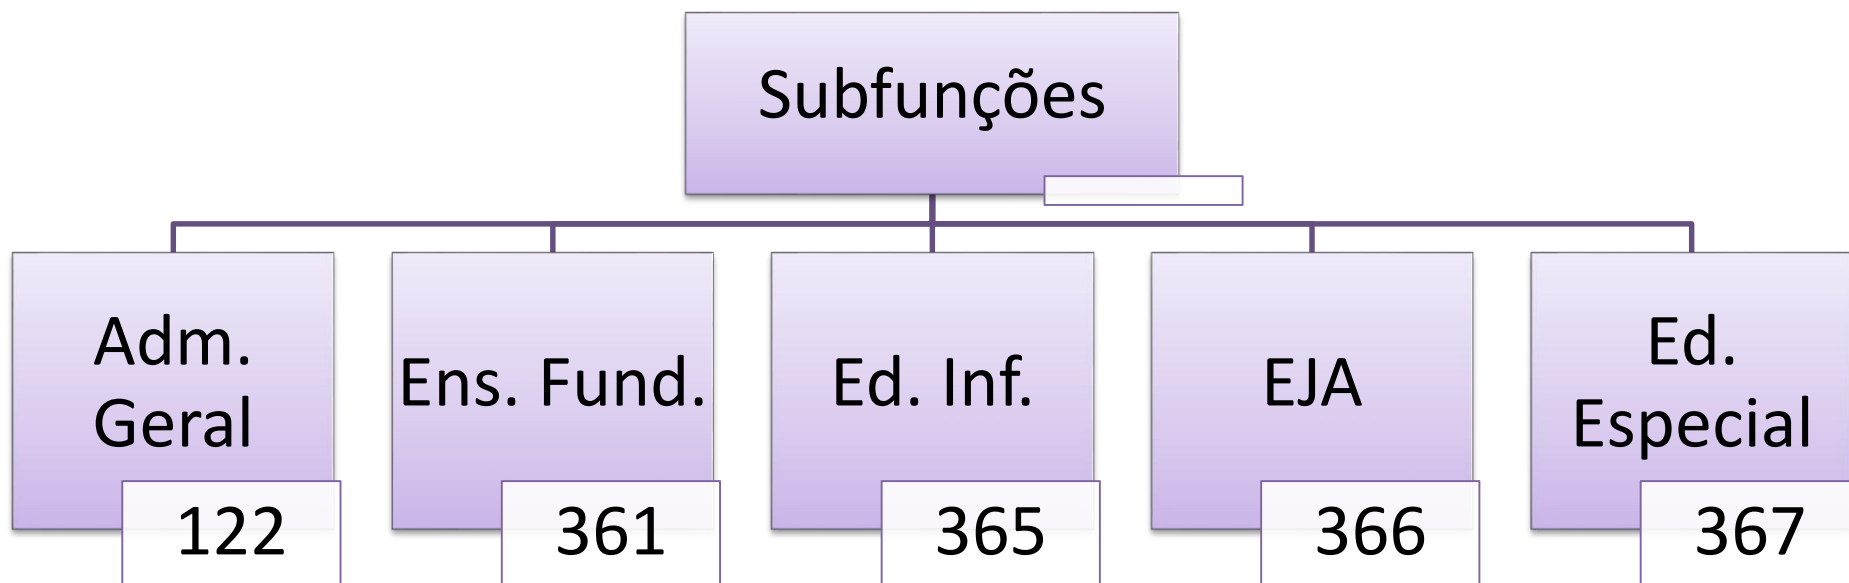 Subfunções
Adm.
Geral
122
Ens. Fund.
361
Ed. Inf.
365
EJA
366
Ed.
Especial
367